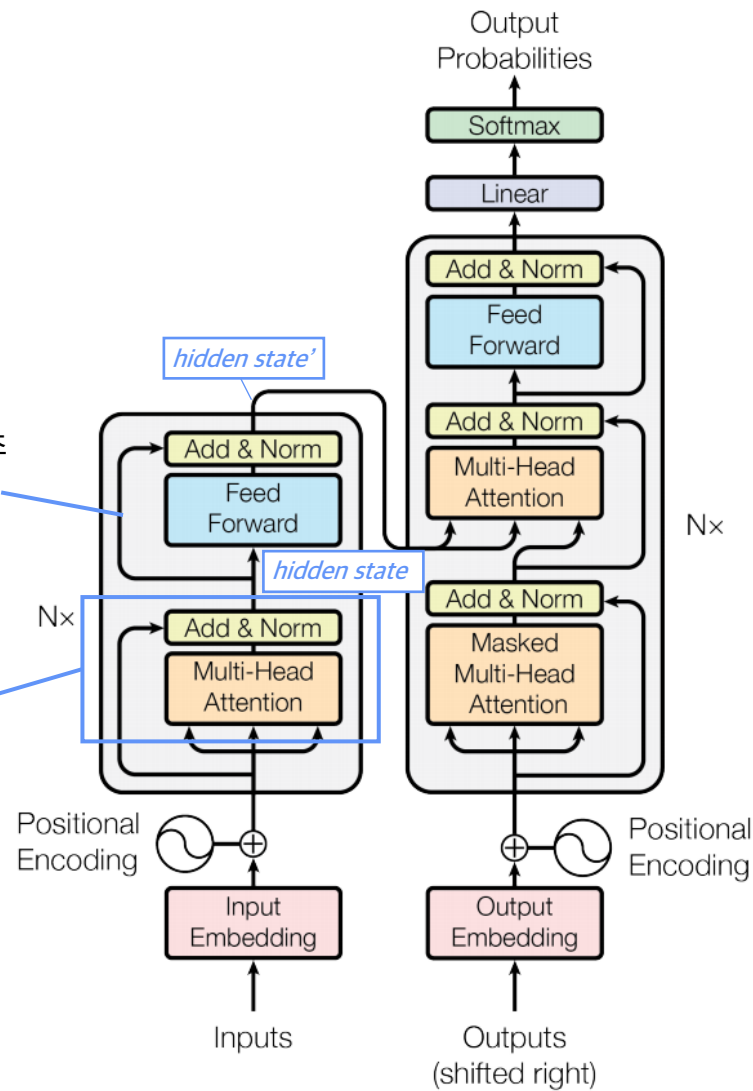 Output
Probabilities
Softmax
Linear
Add & Norm
Feed
Forward
Add & Norm
Multi-Head
Attention
Nx
Add & Norm
Masked
Multi-Head
Attention
hidden state'
Add & Norm
Feed
Forward
hidden state
Nx
Add & Norm
Multi-Head
Attention
Positional
Encoding
Positional
Encoding
Input
Embedding
Output
Embedding
Inputs
Outputs
(shifted right)